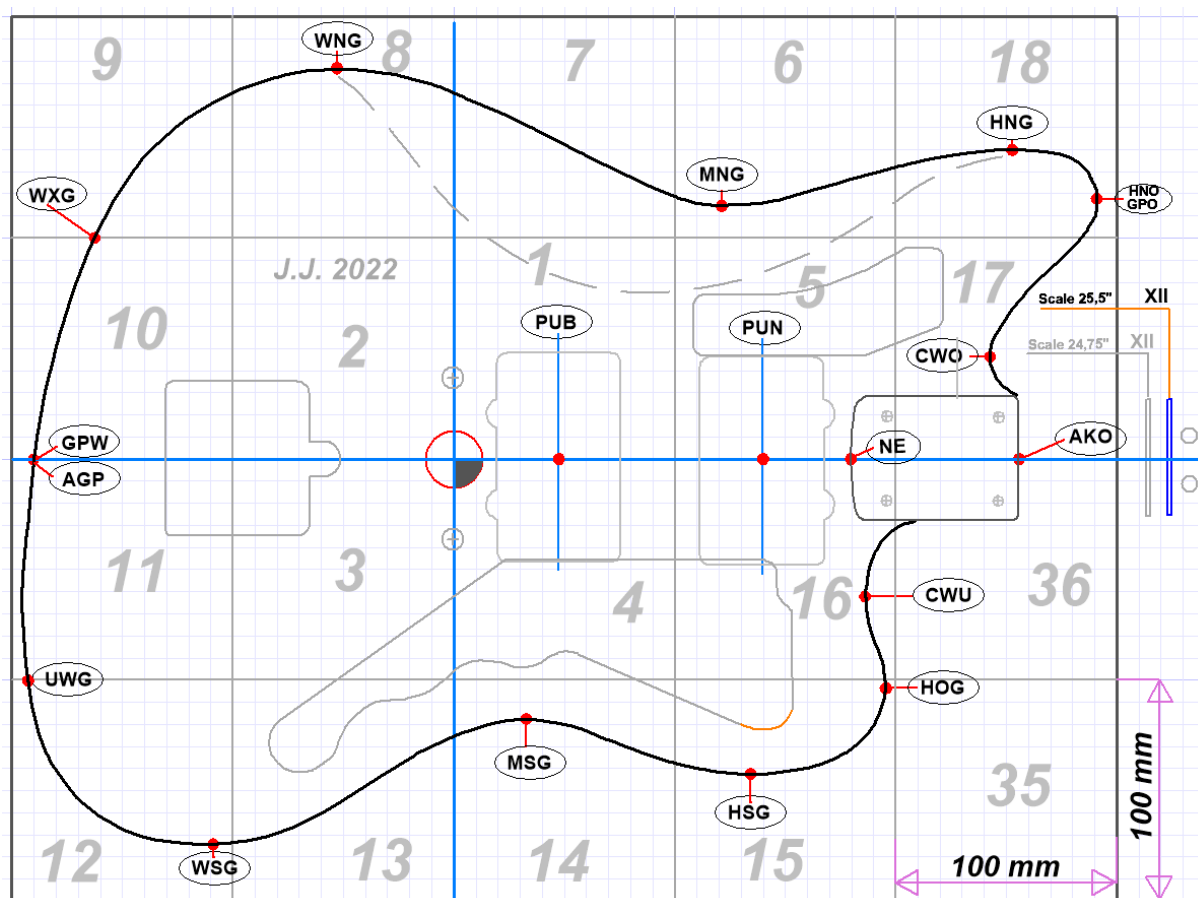 9
WNG
8
7
6
18
HNG
MNG
WXG
HNO
GPO
J.J. 2022
1
5
17
Scale 25,5"
XII
10
2
PUB
PUN
CWO
Scale 24,75"
XII
GPW
AGP
NE
AKO
11
3
4
16
CWU
36
UWG
HOG
MSG
35
HSG
100 mm
12
WSG
13
14
15
100 mm